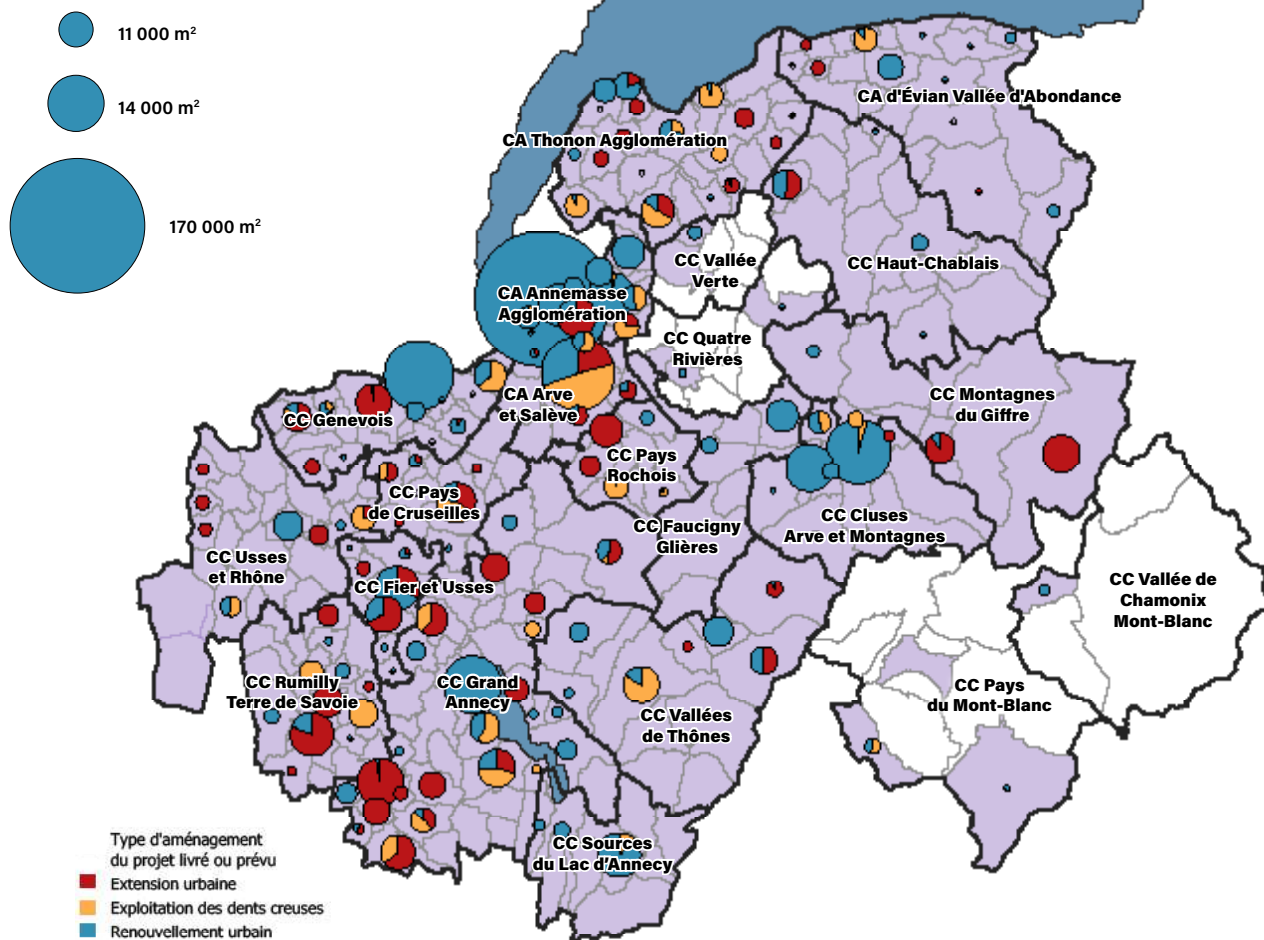 11 000 m²
14 000 m²
170 000 m²
CA d'Évian Vallée d'Abondance
CA Thonon Agglomération
CC Vallée
Verte
CC Haut-Chablais
CA Annemasse
Agglomération
CC Quatre
Rivières
CC Montagnes
du Giffre
CA Arve
et Salève
CC Genevois
CC Pays
Rochois
CC Pays
de Cruseilles
CC Faucigny
Glières
CC Cluses
Arve et Montagnes
CC Usses
et Rhône
CC Fier et Usses
CC Vallée de
Chamonix
Mont-Blanc
CC Rumilly
Terre de Savoie
CC Grand
Annecy
CC Pays
du Mont-Blanc
CC Vallées
de Thônes
CC Sources
du Lac d'Annecy
Type d'aménagement
du projet livré ou prévu
Extension urbaine
Exploitation des dents creuses
Renouvellement urbain